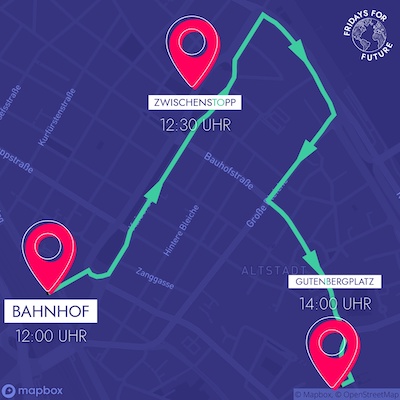 FRIDAYS FOR
FUTURE
ZWISCHENSTOPP
12:30 UHR
Kurfürstenstraße
Bauhofstraße
Große Bleiche
Hintere Bleiche
Zanggasse
ALTSTADT
GUTENBERGPLATZ
14:00 UHR
BAHNHOF
12:00 UHR
mapbox
© Mapbox, © OpenStreetMap